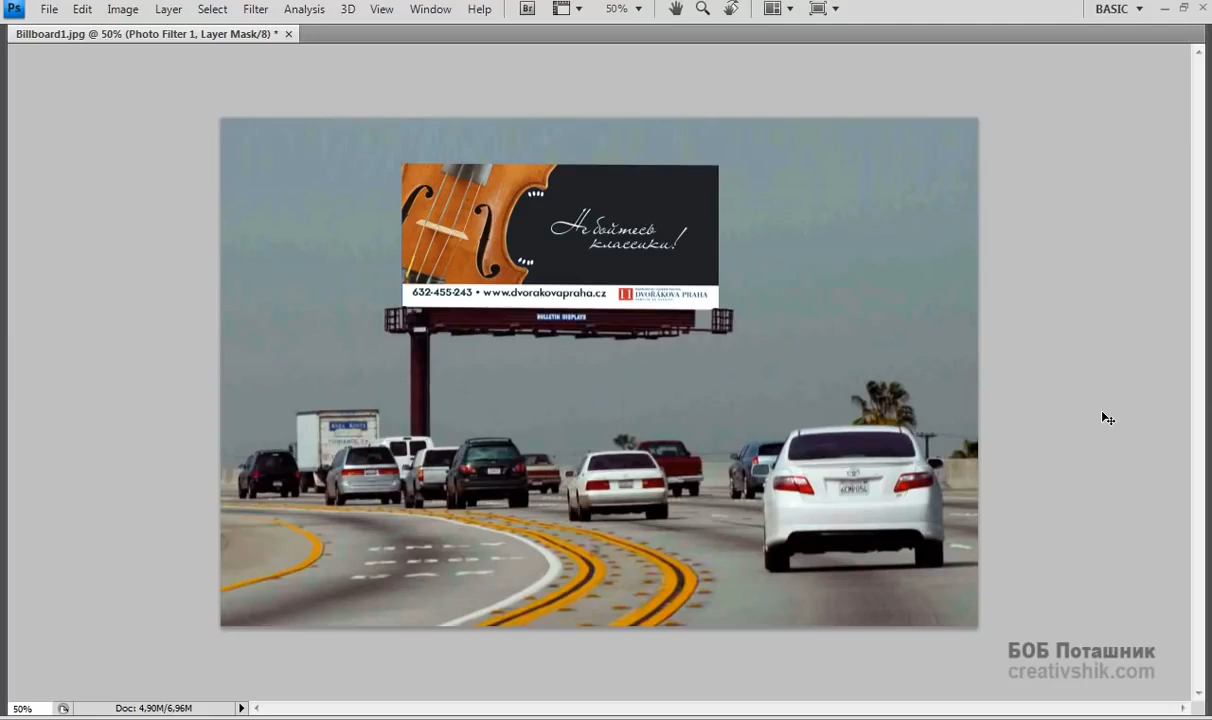 Ps File Edit Image Layer Select Filter Analysis 3D View Window Help Br 50% BASIC
Billboard1.jpg @ 50% (Photo Filter 1, Layer Mask/8) *
Не бойтесь
классики!
632-455-243 • www.dvorakovapraha.cz DVOŘÁKOVA PRAHA
BULLETIN DISPLAYS
БОБ Поташник
creativshik.com
50% Doc: 4,90M/6,96M